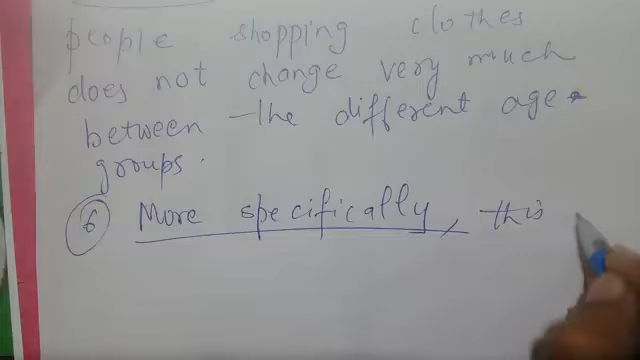 people shopping clothes
does not change very much
between the different age
groups.
6 More specifically, this